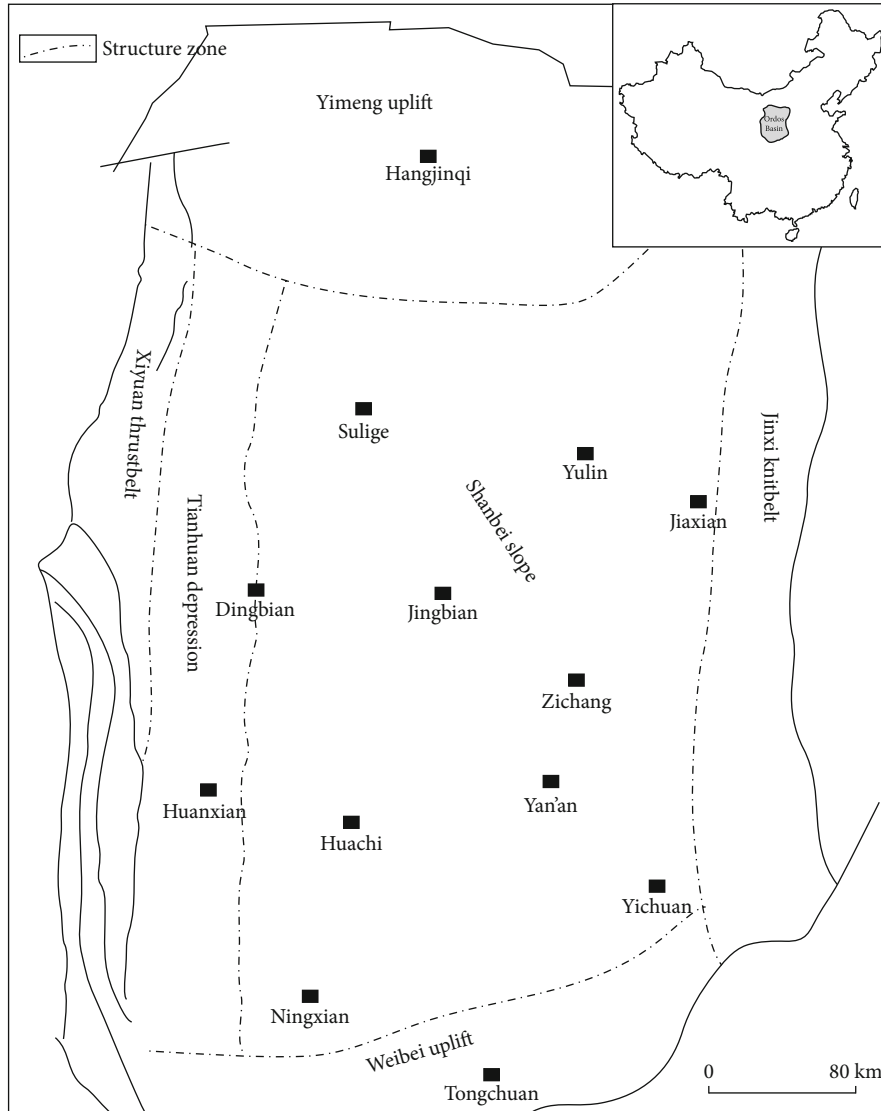 Structure zone
Yimeng uplift
Ordos
Basin
Hangjinqi
Xiyuan thrustbelt
Sulige
Yulin
Jinxi knitbelt
Shanbei slope
Jiaxian
Tianhuan depression
Dingbian
Jingbian
Zichang
Huanxian
Yan'an
Huachi
Yichuan
Ningxian
Weibei uplift
Tongchuan
0
80 km